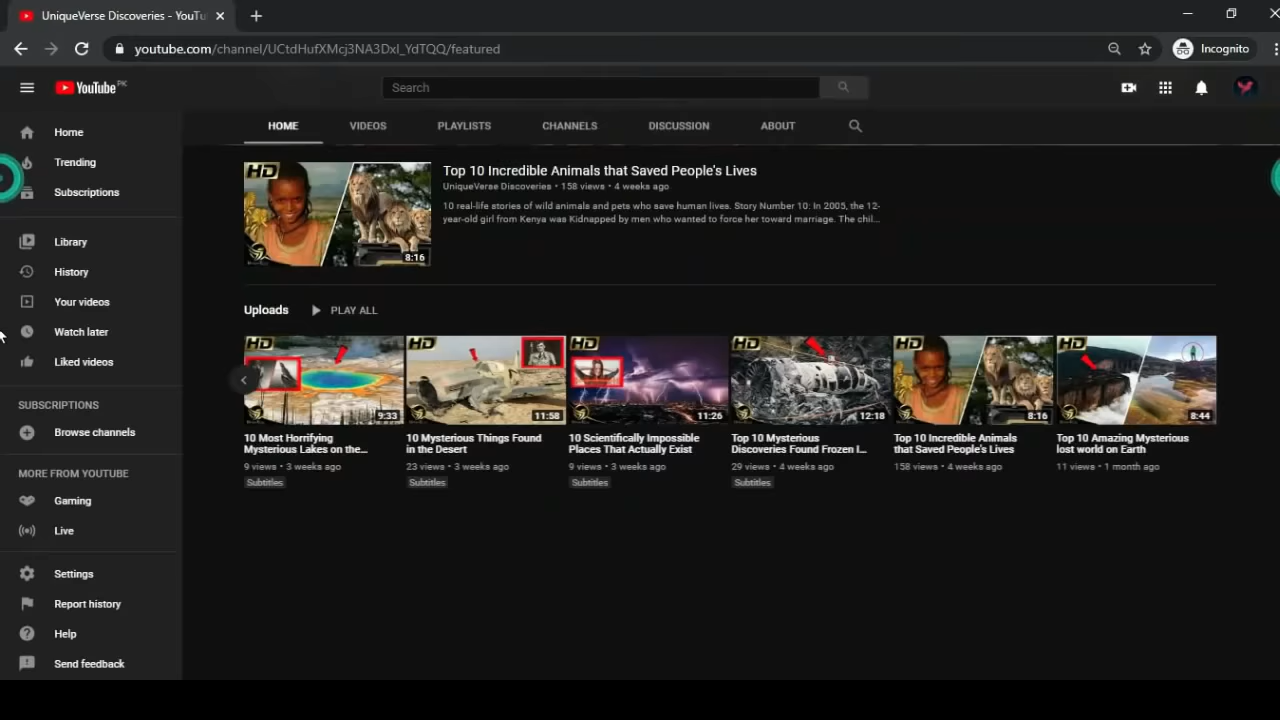 UniqueVerse Discoveries - YouTu
youtube.com/channel/UCtdHufXMcj3NA3Dxl_YdTQQ/featured
Incognito
YouTube PK
Search
Home
Trending
Subscriptions
Library
History
Your videos
Watch later
Liked videos
SUBSCRIPTIONS
Browse channels
MORE FROM YOUTUBE
Gaming
Live
Settings
Report history
Help
Send feedback
HOME VIDEOS PLAYLISTS CHANNELS DISCUSSION ABOUT
HD
8:16
Top 10 Incredible Animals that Saved People's Lives
UniqueVerse Discoveries • 158 views • 4 weeks ago
10 real-life stories of wild animals and pets who save human lives. Story Number 10: In 2005, the 12-
year-old girl from Kenya was Kidnapped by men who wanted to force her toward marriage. The chil...
Uploads PLAY ALL
HD
9:33
10 Most Horrifying
Mysterious Lakes on the...
9 views • 3 weeks ago
Subtitles
HD
11:58
10 Mysterious Things Found
in the Desert
23 views • 3 weeks ago
Subtitles
HD
11:26
10 Scientifically Impossible
Places That Actually Exist
9 views • 3 weeks ago
Subtitles
HD
12:18
Top 10 Mysterious
Discoveries Found Frozen I...
29 views • 4 weeks ago
Subtitles
HD
8:16
Top 10 Incredible Animals
that Saved People's Lives
158 views • 4 weeks ago
HD
8:44
Top 10 Amazing Mysterious
lost world on Earth
11 views • 1 month ago